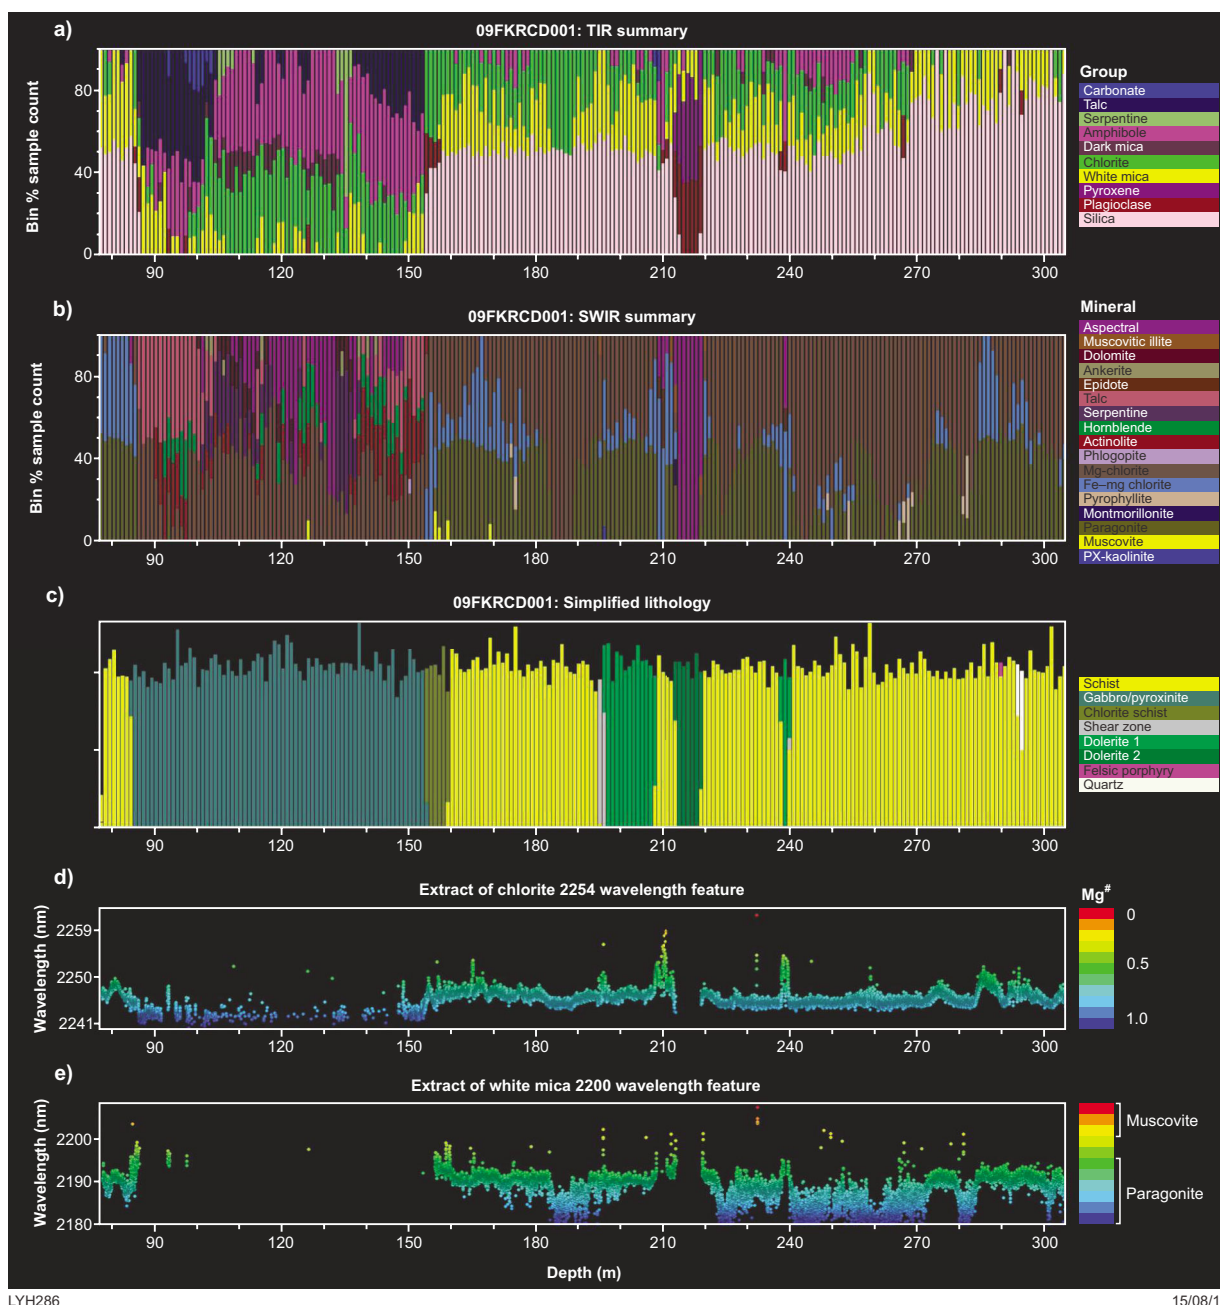 a)
09FKRCD001: TIR summary
Bin % sample count
80
40
0
90 120 150 180 210 240 270 300
Group
Carbonate
Talc
Serpentine
Amphibole
Dark mica
Chlorite
White mica
Pyroxene
Plagioclase
Silica
b)
09FKRCD001: SWIR summary
Bin % sample count
80
40
0
90 120 150 180 210 240 270 300
Mineral
Aspectral
Muscovitic illite
Dolomite
Ankerite
Epidote
Talc
Serpentine
Hornblende
Actinolite
Phlogopite
Mg-chlorite
Fe–mg chlorite
Pyrophyllite
Montmorillonite
Paragonite
Muscovite
PX-kaolinite
c)
09FKRCD001: Simplified lithology
90 120 150 180 210 240 270 300
Schist
Gabbro/pyroxinite
Chlorite schist
Shear zone
Dolerite 1
Dolerite 2
Felsic porphyry
Quartz
d)
Extract of chlorite 2254 wavelength feature
Wavelength (nm)
2259
2250
2241
90 120 150 180 210 240 270 300
Mg#
0
0.5
1.0
e)
Extract of white mica 2200 wavelength feature
Wavelength (nm)
2200
2190
2180
90 120 150 180 210 240 270 300
Depth (m)
Muscovite
Paragonite
LYH286
15/08/1